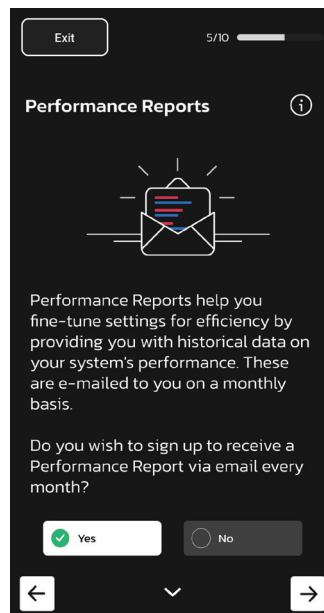 Exit
5/10
Performance Reports
Performance Reports help you
fine-tune settings for efficiency by
providing you with historical data on
your system's performance. These
are e-mailed to you on a monthly
basis.
Do you wish to sign up to receive a
Performance Report via email every
month?
Yes
No